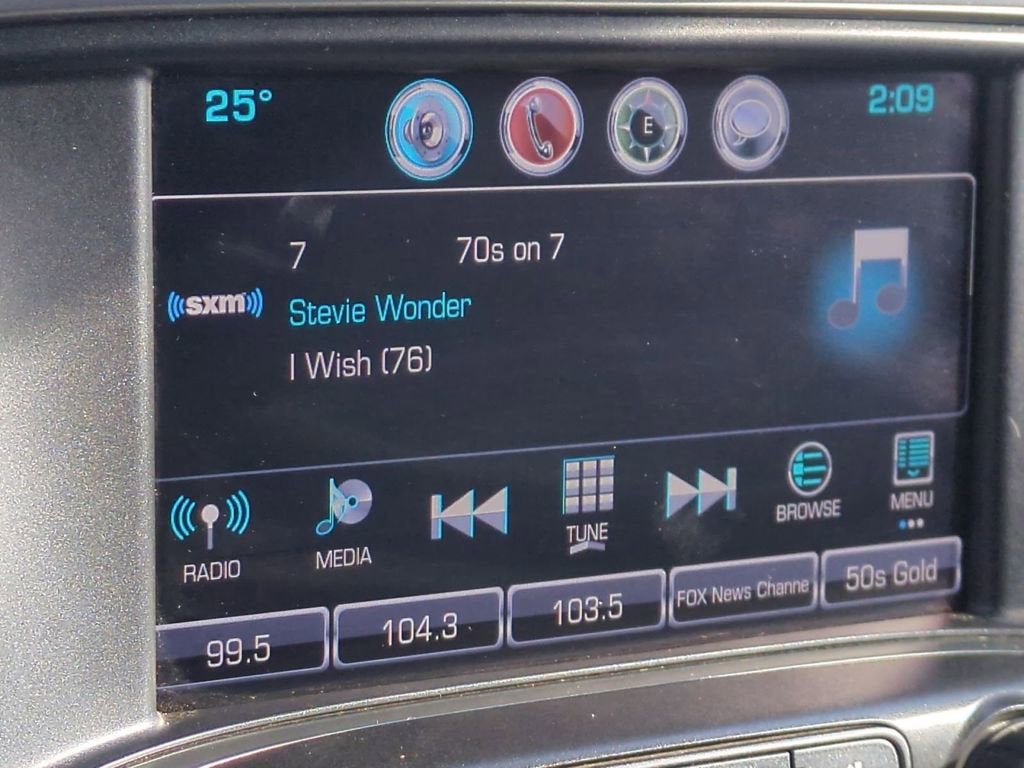 25°
E
2:09
7
70s on 7
sxm
Stevie Wonder
I Wish (76)
RADIO
MEDIA
TUNE
BROWSE
MENU
99.5
104.3
103.5
FOX News Channe
50s Gold